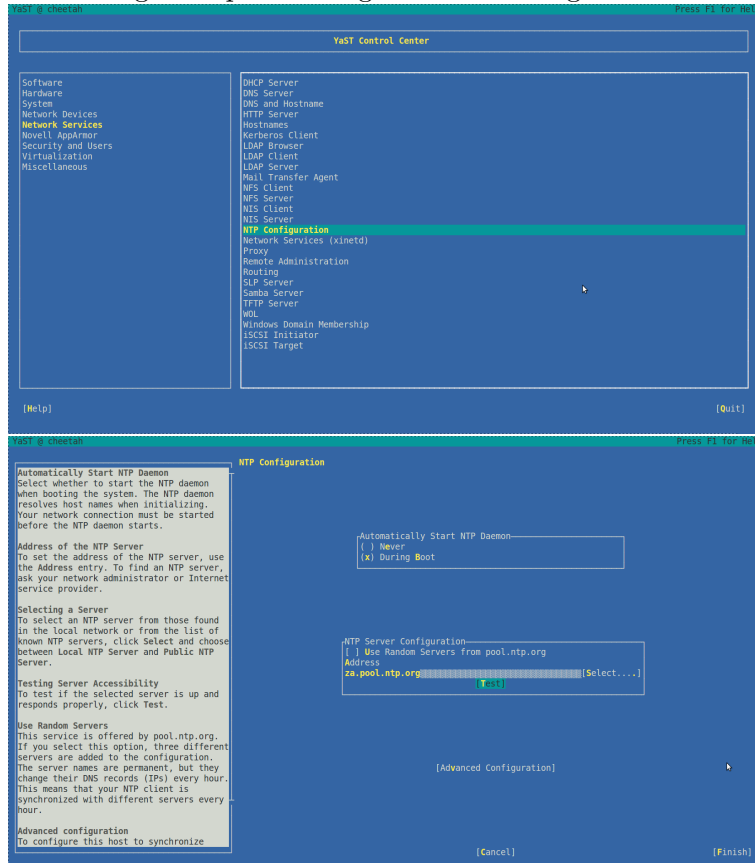 YaST @ cheetah Press F1 for Hel
YaST Control Center
Software
Hardware
System
Network Devices
Network Services
Novell AppArmor
Security and Users
Virtualization
Miscellaneous
DHCP Server
DNS Server
DNS and Hostname
HTTP Server
Hostnames
Kerberos Client
LDAP Browser
LDAP Client
LDAP Server
Mail Transfer Agent
NFS Client
NFS Server
NIS Client
NIS Server
NTP Configuration
Network Services (xinetd)
Proxy
Remote Administration
Routing
SLP Server
Samba Server
TFTP Server
WOL
Windows Domain Membership
iSCSI Initiator
iSCSI Target
[Help] [Quit]
YaST @ cheetah Press F1 for Hel
Automatically Start NTP Daemon
Select whether to start the NTP daemon
when booting the system. The NTP daemon
resolves host names when initializing.
Your network connection must be started
before the NTP daemon starts.
Address of the NTP Server
To set the address of the NTP server, use
the Address entry. To find an NTP server,
ask your network administrator or Internet
service provider.
Selecting a Server
To select an NTP server from those found
in the local network or from the list of
known NTP servers, click Select and choose
between Local NTP Server and Public NTP
Server.
Testing Server Accessibility
To test if the selected server is up and
responds properly, click Test.
Use Random Servers
This service is offered by pool.ntp.org.
If you select this option, three different
servers are added to the configuration.
The server names are permanent, but they
change their DNS records (IPs) every hour.
This means that your NTP client is
synchronized with different servers every
hour.
Advanced configuration
To configure this host to synchronize
NTP Configuration
Automatically Start NTP Daemon
( ) Never
(x) During Boot
NTP Server Configuration
[ ] Use Random Servers from pool.ntp.org
Address
za.pool.ntp.org [Select....]
[Test]
[Advanced Configuration]
[Cancel] [Finish]